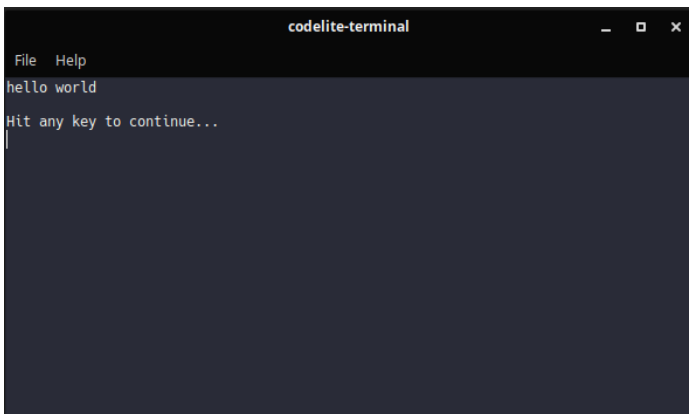 codelite-terminal
File Help
hello world
Hit any key to continue...